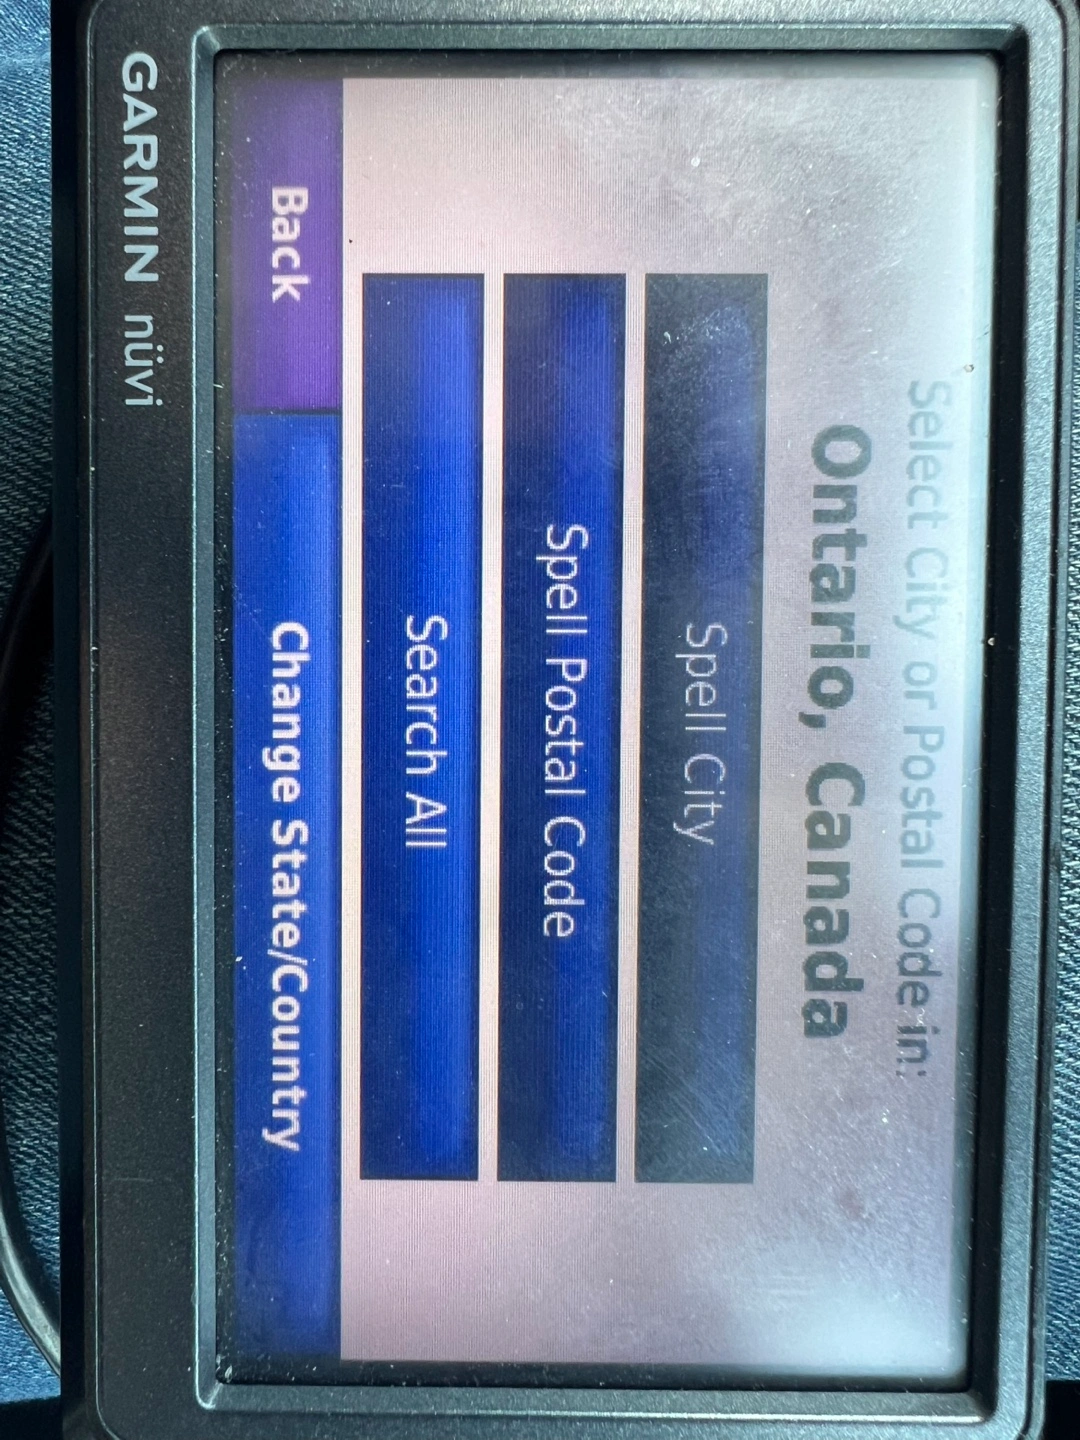 Select City or Postal Code in:
Ontario, Canada
Spell City
Spell Postal Code
Search All
Back
Change State/Country
GARMIN nüvi